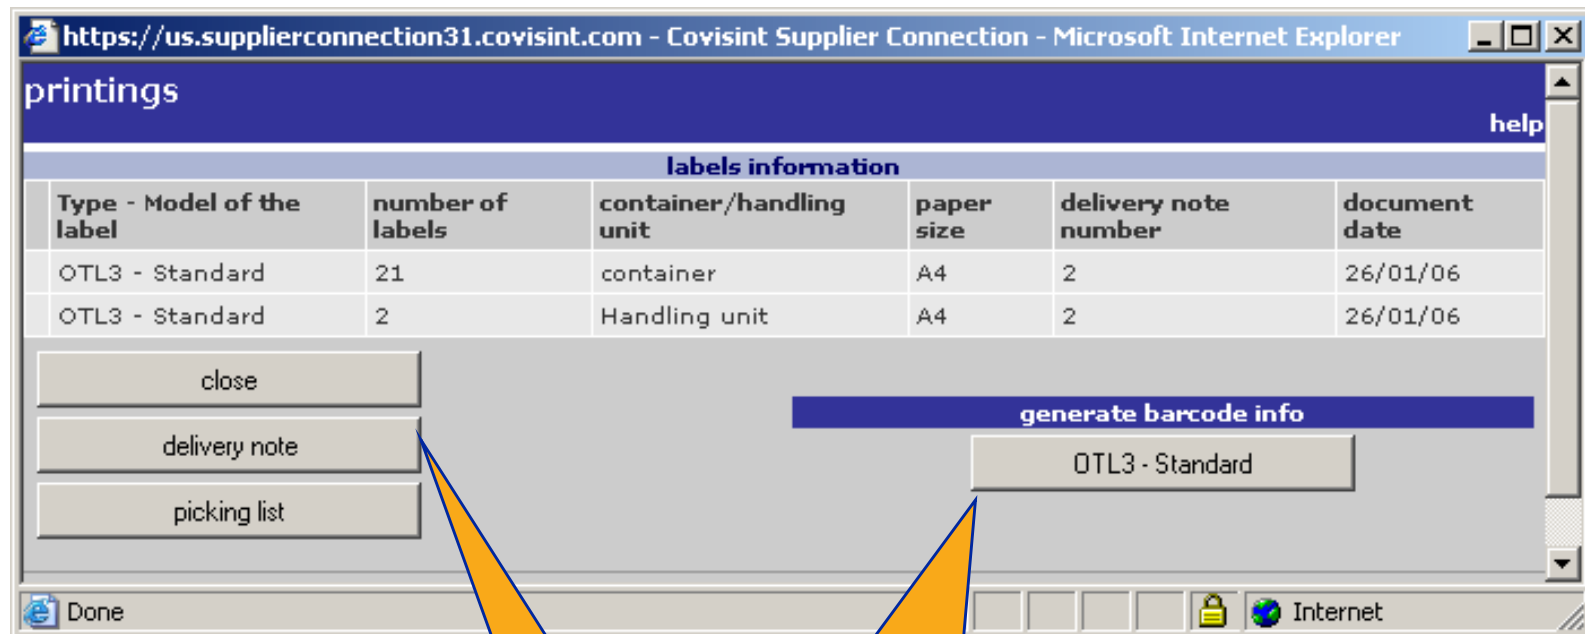 https://us.supplierconnection31.covisint.com - Covisint Supplier Connection - Microsoft Internet Explorer
printings
help
labels information
Type - Model of the label number of labels container/handling unit paper size delivery note number document date
OTL3 - Standard 21 container A4 2 26/01/06
OTL3 - Standard 2 Handling unit A4 2 26/01/06
close
generate barcode info
delivery note
OTL3 - Standard
picking list
Done Internet